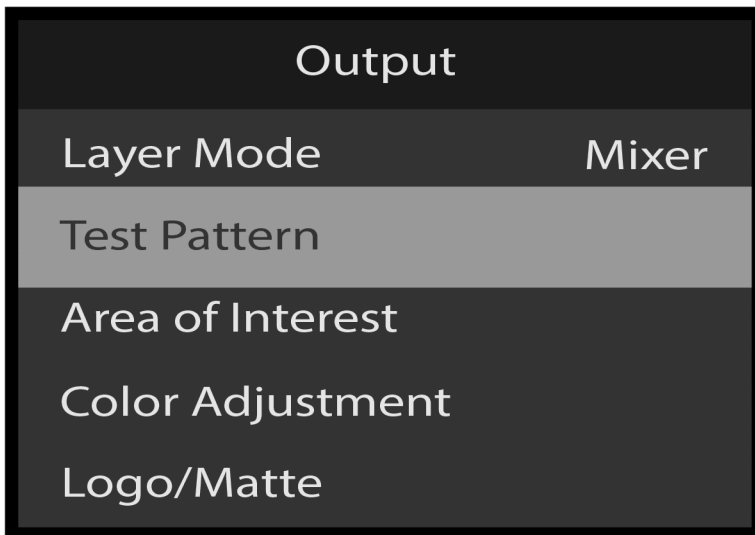 Output
Layer Mode Mixer
Test Pattern
Area of Interest
Color Adjustment
Logo/Matte